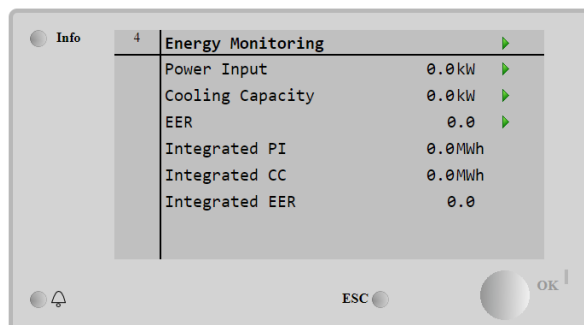 Info
4 Energy Monitoring
Power Input 0.0kW
Cooling Capacity 0.0kW
EER 0.0
Integrated PI 0.0MWh
Integrated CC 0.0MWh
Integrated EER 0.0
ESC OK